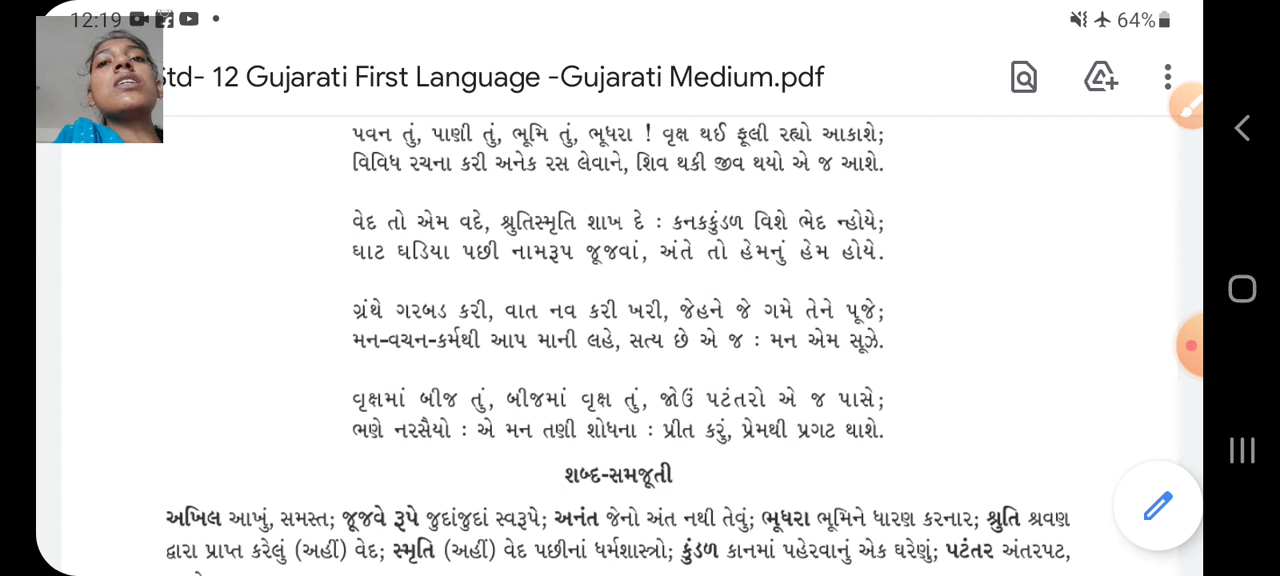 12:19
64%
Std- 12 Gujarati First Language -Gujarati Medium.pdf
પવન તું, પાણી તું, ભૂમિ તું, ભૂધરા ! વૃક્ષ થઈ ફૂલી રહ્યો આકાશે;
વિવિધ રચના કરી અનેક રસ લેવાને, શિવ થકી જીવ થયો એ જ આશે.
વેદ તો એમ વદે, શ્રુતિસ્મૃતિ શાખ દે : કનકકુંડળ વિશે ભેદ ન્હોયે;
ઘાટ ઘડિયા પછી નામરૂપ જૂજવાં, અંતે તો હેમનું હેમ હોયે.
ગ્રંથે ગરબડ કરી, વાત નવ કરી ખરી, જેહને જે ગમે તેને પૂજે;
મન-વચન-કર્મથી આપ માની લહે, સત્ય છે એ જ : મન એમ સૂઝે.
વૃક્ષમાં બીજ તું, બીજમાં વૃક્ષ તું, જોઉં પટંતરો એ જ પાસે;
ભણે નરસૈયો : એ મન તણી શોધના : પ્રીત કરું, પ્રેમથી પ્રગટ થાશે.
શબ્દ-સમજૂતી
અખિલ આખું, સમસ્ત; જૂજવે રૂપે જુદાંજુદાં સ્વરૂપે; અનંત જેનો અંત નથી તેવું; ભૂધરા ભૂમિને ધારણ કરનાર; શ્રુતિ શ્રવણ
દ્વારા પ્રાપ્ત કરેલું (અહીં) વેદ; સ્મૃતિ (અહીં) વેદ પછીનાં ધર્મશાસ્ત્રો; કુંડળ કાનમાં પહેરવાનું એક ઘરેણું; પટંતર અંતરપટ,